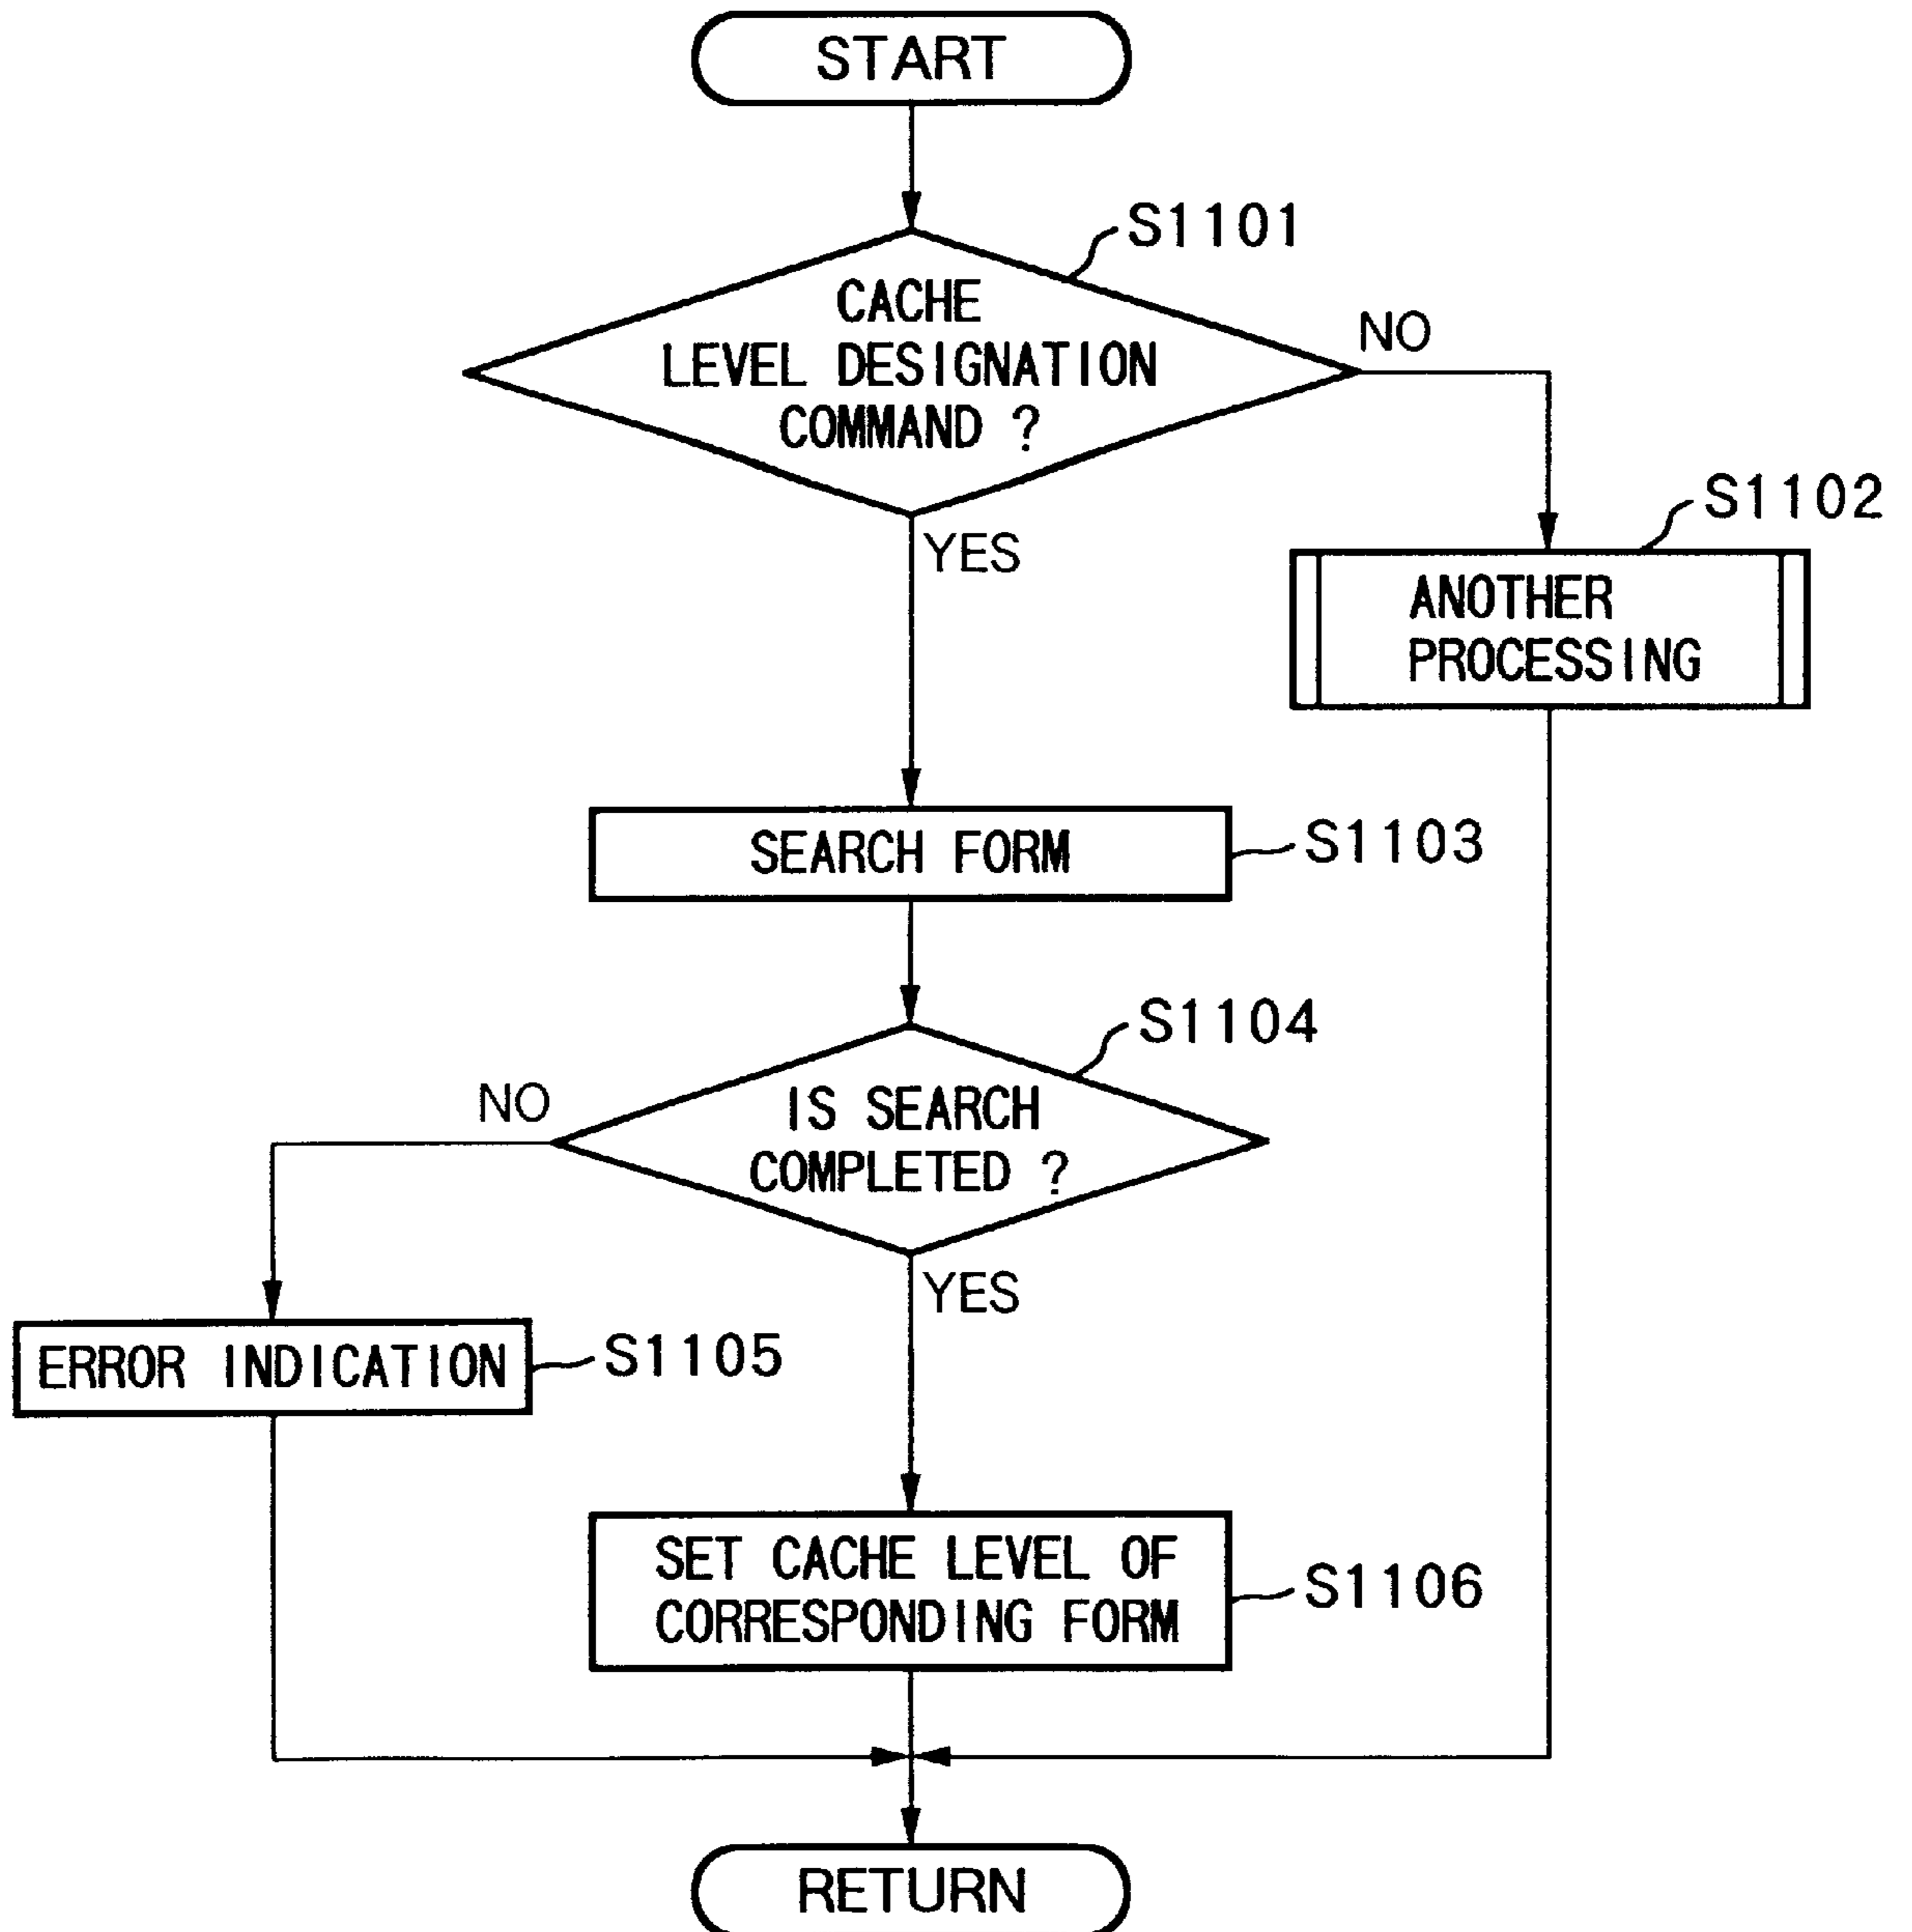 START
S1101
CACHE
LEVEL DESIGNATION
COMMAND ?
NO
YES
S1102
ANOTHER
PROCESSING
SEARCH FORM
S1103
S1104
IS SEARCH
COMPLETED ?
NO
YES
ERROR INDICATION
S1105
SET CACHE LEVEL OF
CORRESPONDING FORM
S1106
RETURN